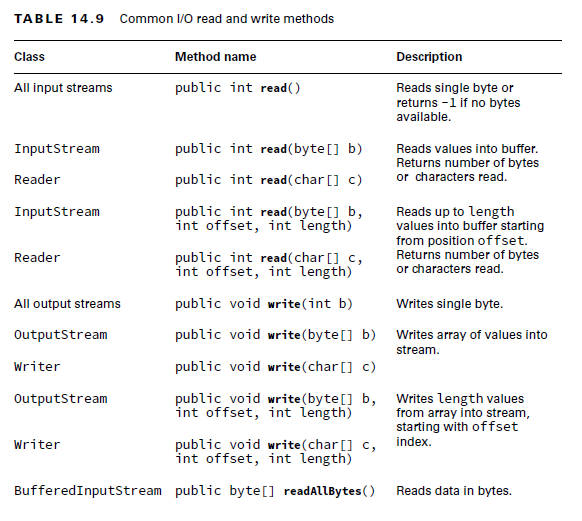 TABLE 14.9 Common I/O read and write methods
Class Method name Description
All input streams public int read() Reads single byte or
returns -1 if no bytes
available.
InputStream public int read(byte[] b) Reads values into buffer.
Returns number of bytes
Reader public int read(char[] c) or characters read.
InputStream public int read(byte[] b, Reads up to length
int offset, int length) values into buffer starting
from position offset.
Reader public int read(char[] c, Returns number of bytes
int offset, int length) or characters read.
All output streams public void write(int b) Writes single byte.
OutputStream public void write(byte[] b) Writes array of values into
stream.
Writer public void write(char[] c)
OutputStream public void write(byte[] b, Writes length values
int offset, int length) from array into stream,
starting with offset
Writer public void write(char[] c, index.
int offset, int length)
BufferedInputStream public byte[] readAllBytes() Reads data in bytes.